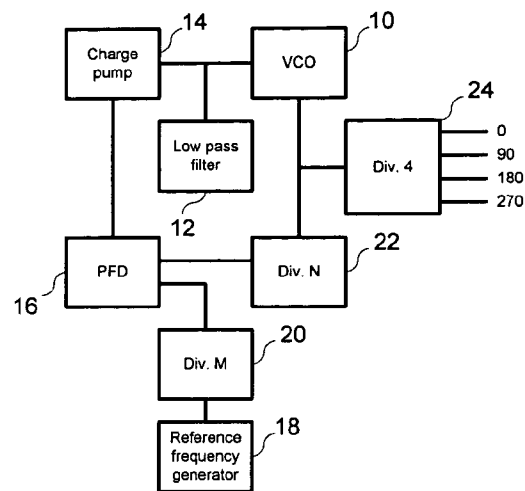 14
Charge
pump
10
VCO
24
Low pass
filter
12
Div. 4
0
90
180
270
PFD
16
Div. N
22
Div. M
20
Reference
frequency
generator
18